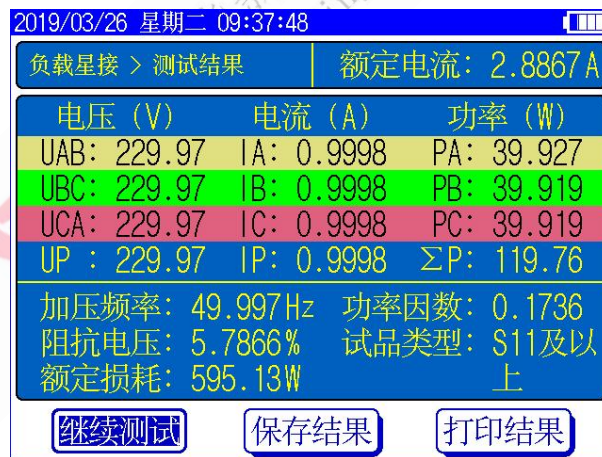 2019/03/26 星期二 09:37:48
负载星接 > 测试结果 额定电流: 2.8867A
电压 (V) 电流 (A) 功率 (W)
UAB: 229.97 IA: 0.9998 PA: 39.927
UBC: 229.97 IB: 0.9998 PB: 39.919
UCA: 229.97 IC: 0.9998 PC: 39.919
UP : 229.97 IP: 0.9998 ΣP: 119.76
加压频率: 49.997Hz 功率因数: 0.1736
阻抗电压: 5.7866% 试品类型: S11及以
额定损耗: 595.13W 上
继续测试 保存结果 打印结果